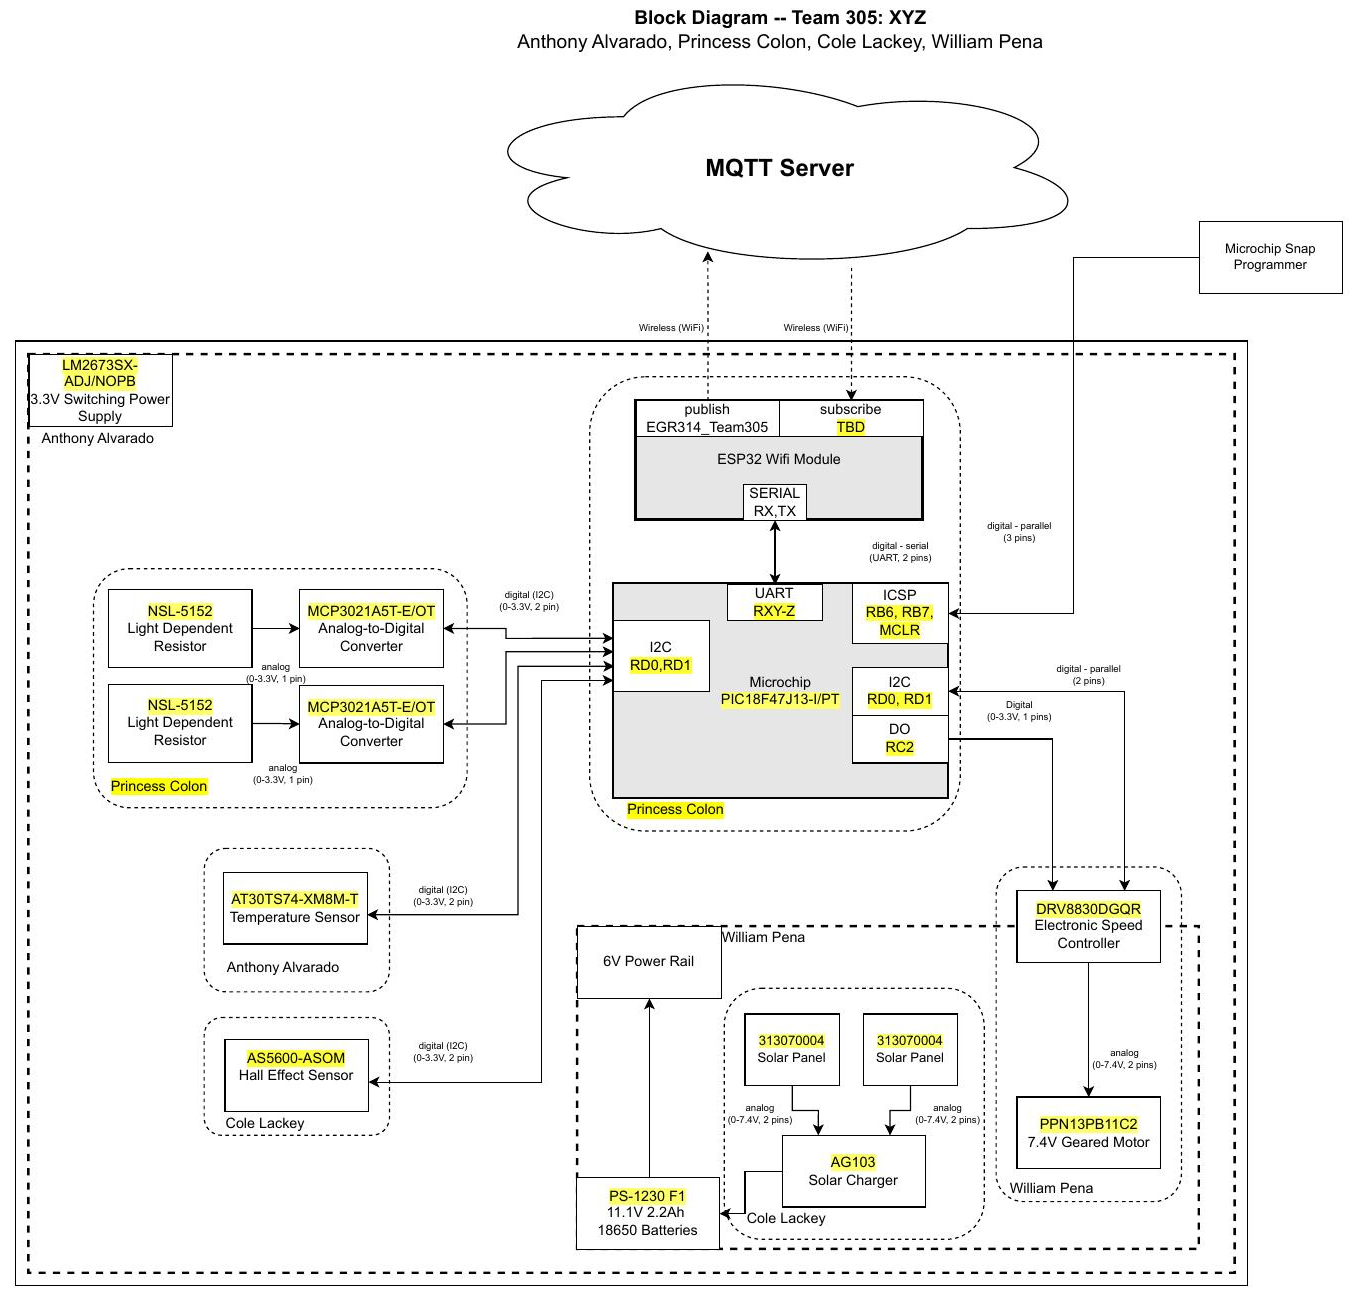 Block Diagram -- Team 305: XYZ
Anthony Alvarado, Princess Colon, Cole Lackey, William Pena
MQTT Server
Microchip Snap
Programmer
Wireless (WiFi)
Wireless (WiFi)
LM2673SX-
ADJ/NOPB
3.3V Switching Power
Supply
Anthony Alvarado
publish
EGR314_Team305
subscribe
TBD
ESP32 Wifi Module
SERIAL
RX,TX
digital - serial
(UART, 2 pins)
digital - parallel
(3 pins)
NSL-5152
Light Dependent
Resistor
MCP3021A5T-E/OT
Analog-to-Digital
Converter
analog
(0-3.3V, 1 pin)
NSL-5152
Light Dependent
Resistor
MCP3021A5T-E/OT
Analog-to-Digital
Converter
analog
(0-3.3V, 1 pin)
Princess Colon
digital (I2C)
(0-3.3V, 2 pin)
UART
RXY-Z
ICSP
RB6, RB7,
MCLR
I2C
RD0,RD1
Microchip
PIC18F47J13-I/PT
I2C
RD0, RD1
DO
RC2
Princess Colon
digital - parallel
(2 pins)
Digital
(0-3.3V, 1 pins)
AT30TS74-XM8M-T
Temperature Sensor
Anthony Alvarado
digital (I2C)
(0-3.3V, 2 pin)
AS5600-ASOM
Hall Effect Sensor
Cole Lackey
digital (I2C)
(0-3.3V, 2 pin)
6V Power Rail
William Pena
313070004
Solar Panel
313070004
Solar Panel
analog
(0-7.4V, 2 pins)
analog
(0-7.4V, 2 pins)
AG103
Solar Charger
Cole Lackey
PS-1230 F1
11.1V 2.2Ah
18650 Batteries
DRV8830DGQR
Electronic Speed
Controller
analog
(0-7.4V, 2 pins)
PPN13PB11C2
7.4V Geared Motor
William Pena